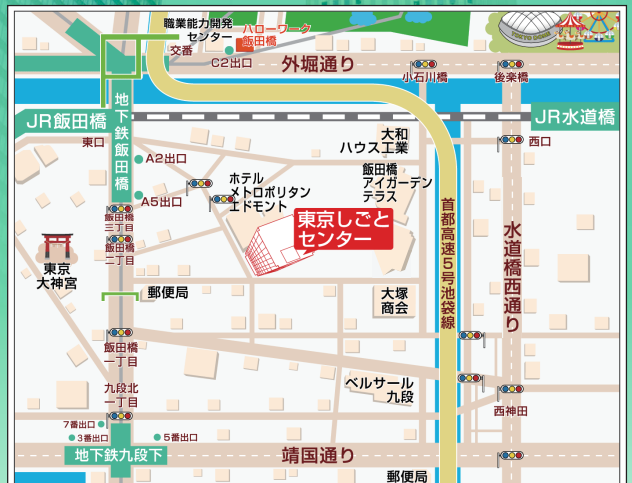 職業能力開発
センター
ハローワーク
飯田橋
TOKYO DOME
交番
C2出口
外堀通り
小石川橋
後楽橋
地下鉄飯田橋
JR飯田橋
JR水道橋
東口
大和
ハウス工業
西口
A2出口
ホテル
メトロポリタン
エドモント
飯田橋
アイガーデン
テラス
A5出口
飯田橋
三丁目
東京しごと
センター
首都高速5号池袋線
水道橋西通り
飯田橋
二丁目
東京
大神宮
郵便局
大塚
商会
飯田橋
一丁目
九段北
一丁目
ベルサール
九段
西神田
7番出口
3番出口
5番出口
地下鉄九段下
靖国通り
郵便局